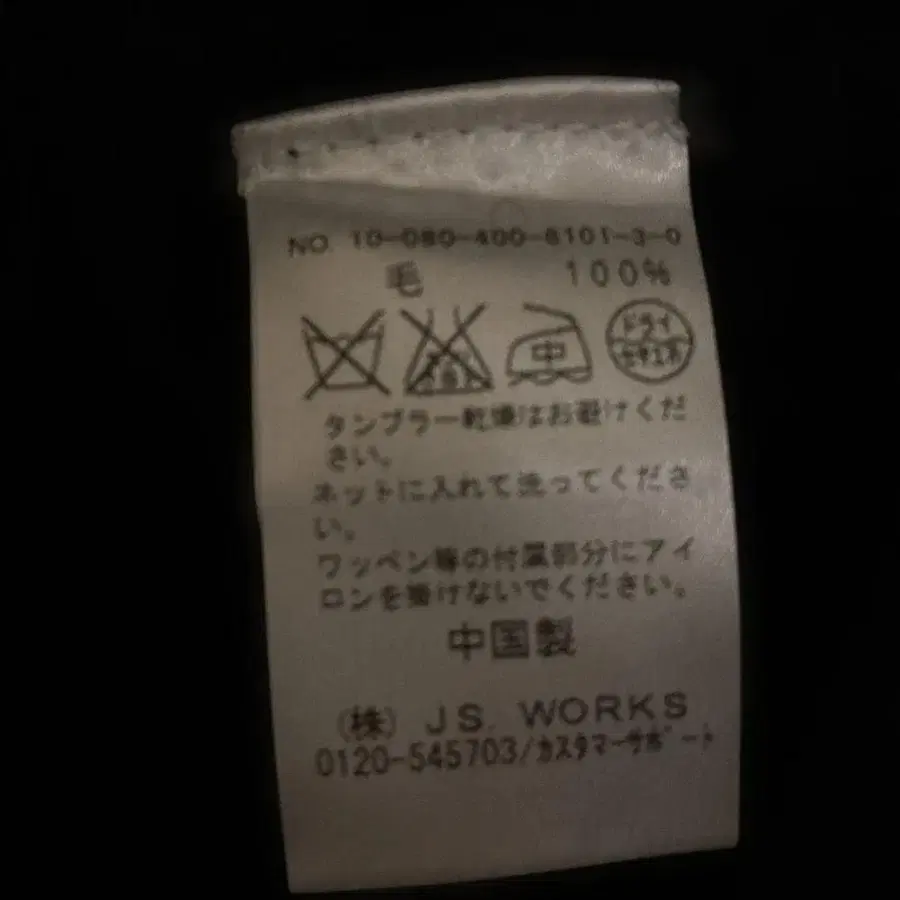 NO. 10-080-400-8101-3-0
毛 100%
中 ドライ
セキユ系
タンブラー乾燥はお避けくだ
さい。
ネットに入れて洗ってくださ
い。
ワッペン等の付属部分にアイ
ロンを掛けないでください。
中国製
(株) J.S. WORKS
0120-545703/カスタマーサポート